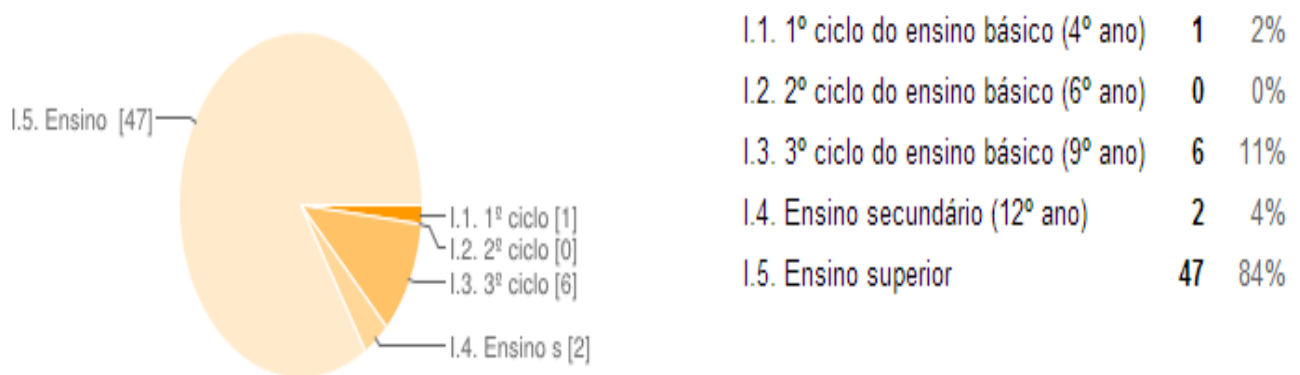 I.5. Ensino [47]
I.1. 1º ciclo [1]
I.2. 2º ciclo [0]
I.3. 3º ciclo [6]
I.4. Ensino s [2]
I.1. 1º ciclo do ensino básico (4º ano) 1 2%
I.2. 2º ciclo do ensino básico (6º ano) 0 0%
I.3. 3º ciclo do ensino básico (9º ano) 6 11%
I.4. Ensino secundário (12º ano) 2 4%
I.5. Ensino superior 47 84%